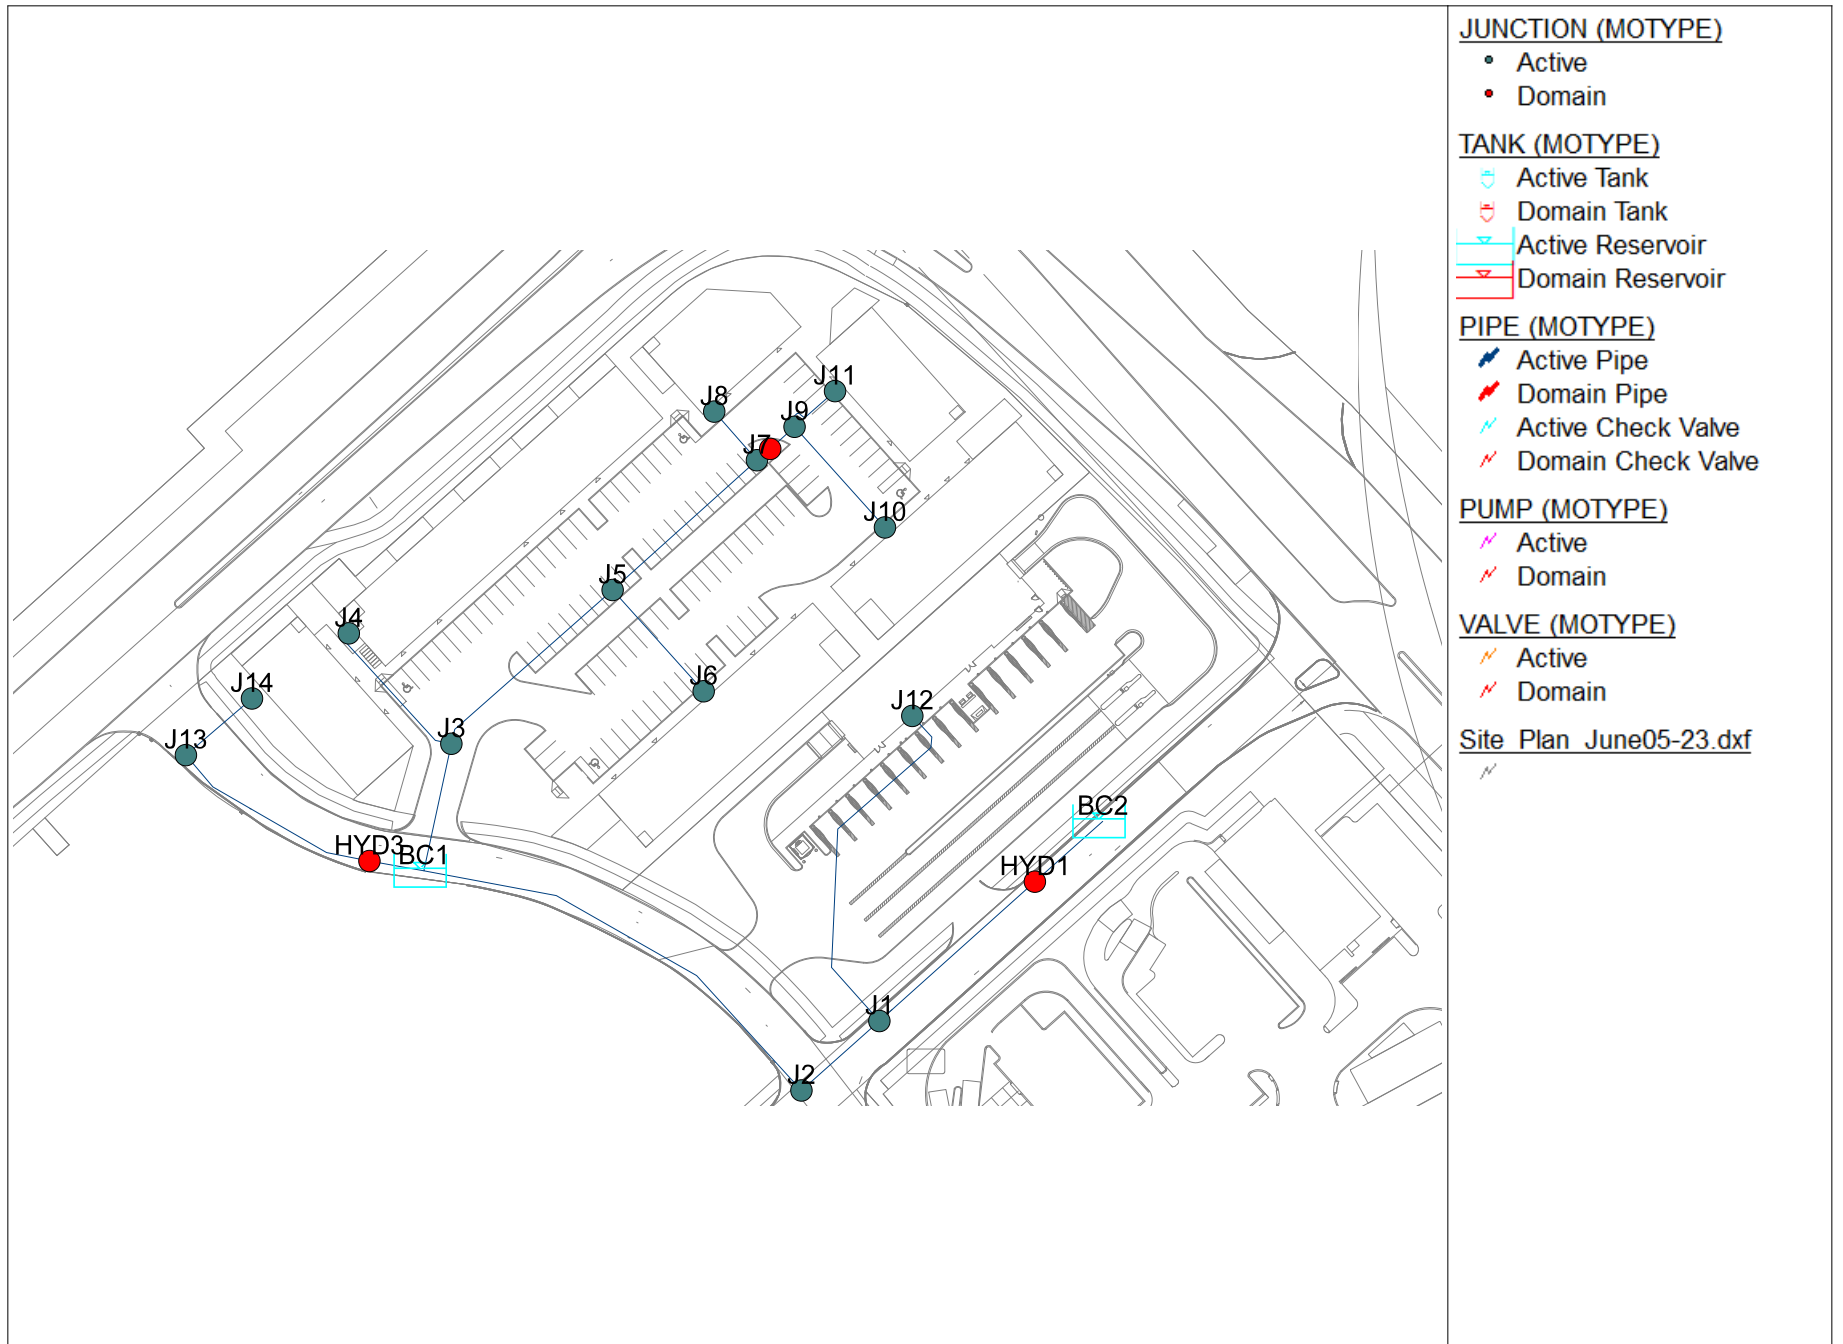 JUNCTION (MOTYPE)
Active
Domain
TANK (MOTYPE)
Active Tank
Domain Tank
Active Reservoir
Domain Reservoir
PIPE (MOTYPE)
Active Pipe
Domain Pipe
Active Check Valve
Domain Check Valve
PUMP (MOTYPE)
Active
Domain
VALVE (MOTYPE)
Active
Domain
Site_Plan_June05-23.dxf
J11
J8
J9
J7
J10
J5
J4
J6
J14
J12
J3
J13
BC2
HYD3
BC1
HYD1
J1
J2